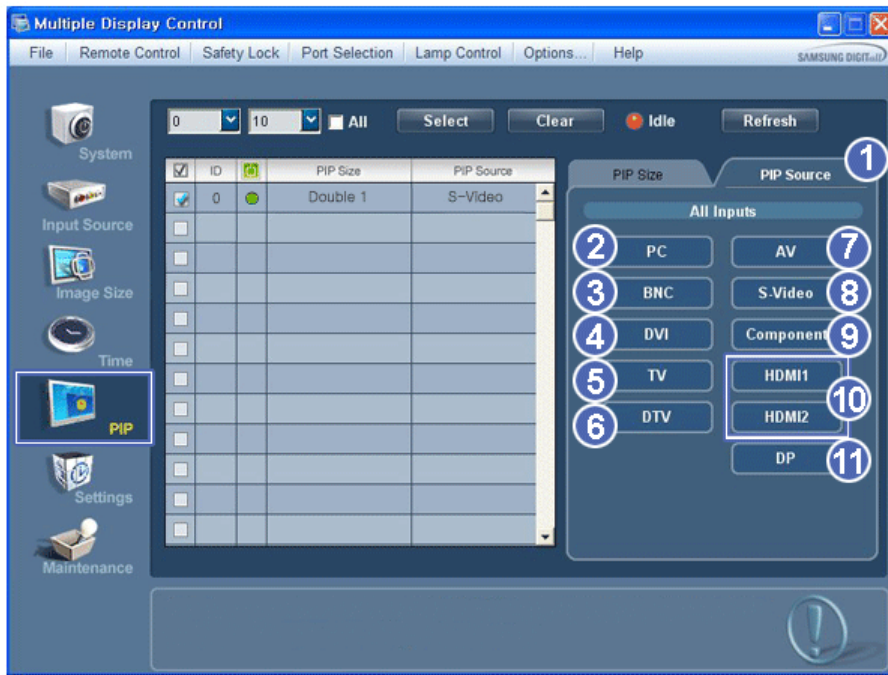 Multiple Display Control
File Remote Control Safety Lock Port Selection Lamp Control Options... Help SAMSUNG DIGITall
0 10 All Select Clear Idle Refresh
System
Input Source
Image Size
Time
PIP
Settings
Maintenance
ID PIP Size PIP Source
0 Double 1 S-Video
PIP Size PIP Source 1
All Inputs
2 PC AV 7
3 BNC S-Video 8
4 DVI Component 9
5 TV HDMI1
10
6 DTV HDMI2
DP 11